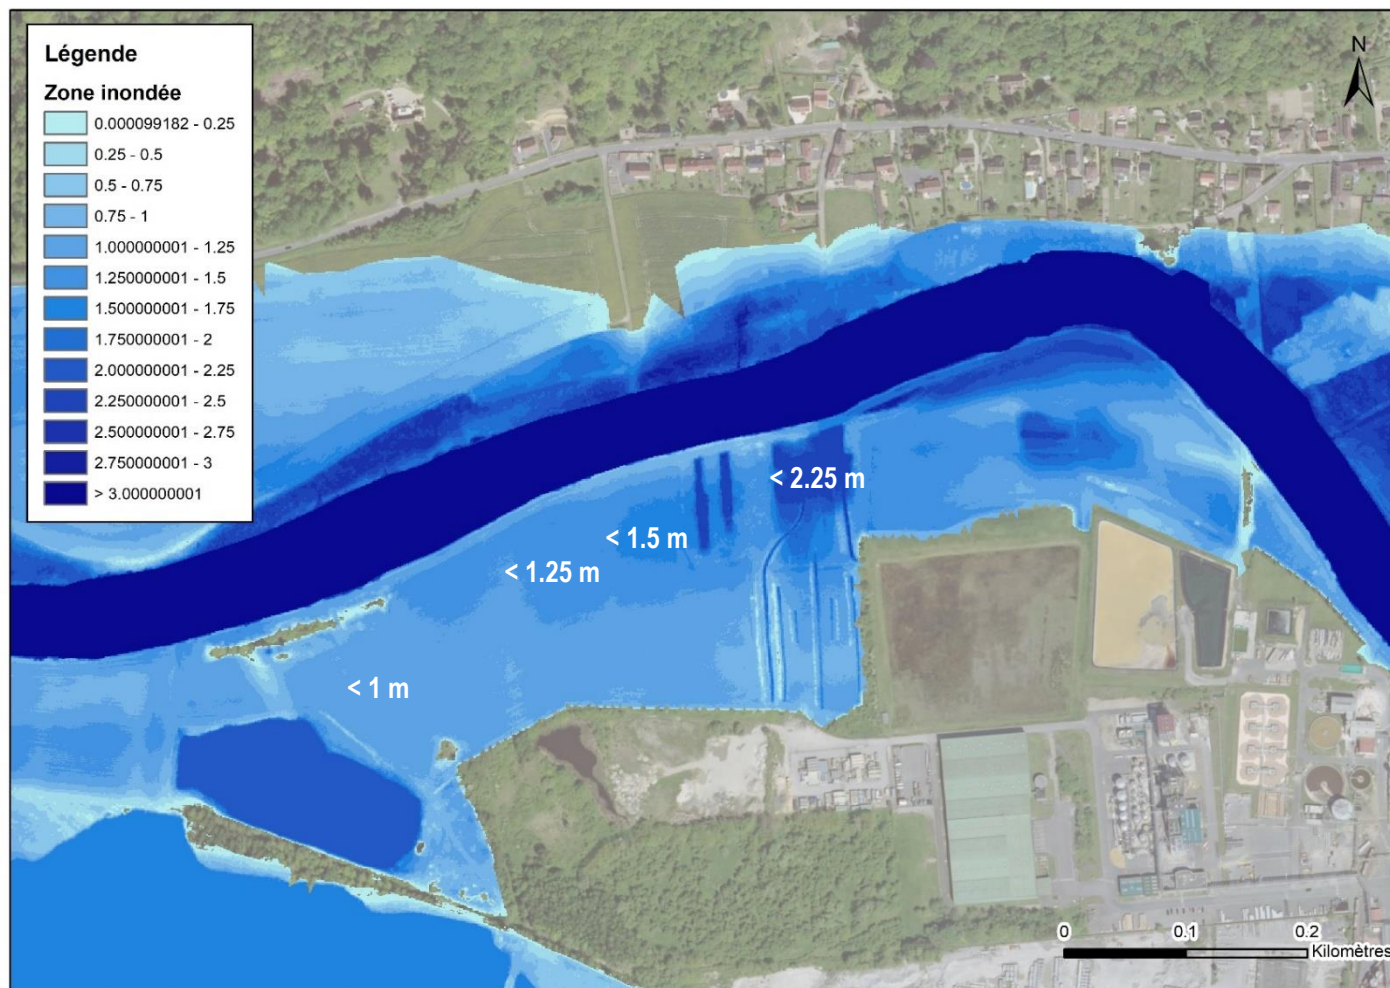 Légende
Zone inondée
0.000099182 - 0.25
0.25 - 0.5
0.5 - 0.75
0.75 - 1
1.000000001 - 1.25
1.250000001 - 1.5
1.500000001 - 1.75
1.750000001 - 2
2.000000001 - 2.25
2.250000001 - 2.5
2.500000001 - 2.75
2.750000001 - 3
> 3.000000001
N
< 2.25 m
< 1.5 m
< 1.25 m
< 1 m
0 0.1 0.2
Kilomètres